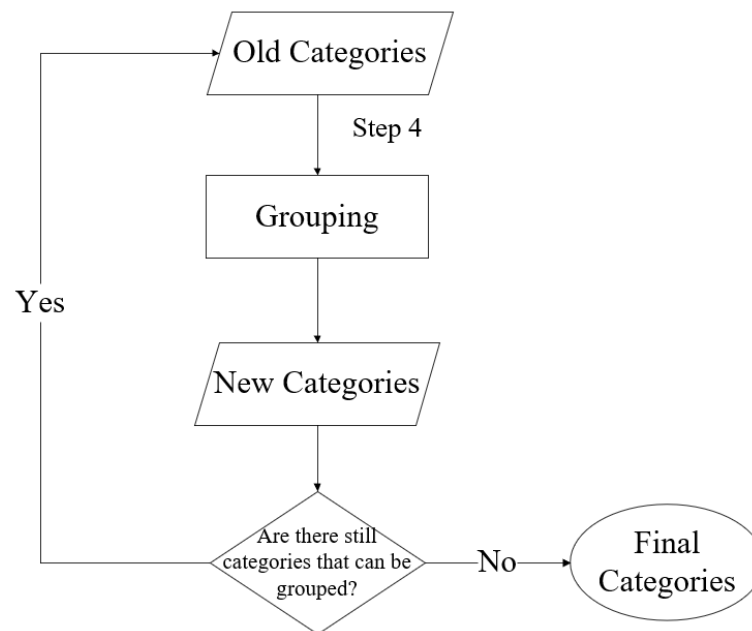 Old Categories
Step 4
Grouping
Yes
New Categories
Are there still
categories that can be
grouped?
No
Final
Categories